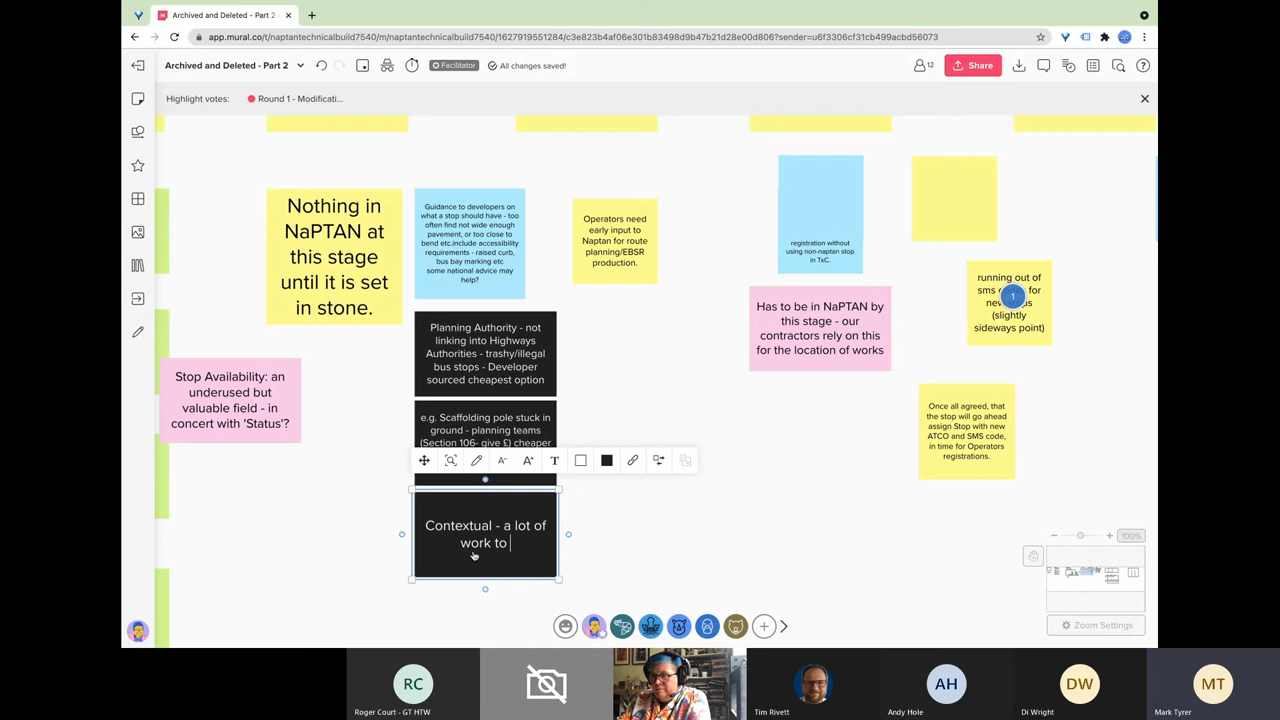 Archived and Deleted - Part 2
app.mural.co/t/naptantechnicalbuild7540/m/naptantechnicalbuild7540/1627919551284/c3e823b4af06e301b83498d9b47b21d28e00d806?sender=u6f3306cf31cb499acbd56073
Archived and Deleted - Part 2
Facilitator
All changes saved!
12
Share
Highlight votes:
Round 1 - Modificati...
Nothing in
NaPTAN at
this stage
until it is set
in stone.
Guidance to developers on
what a stop should have - too
often find not wide enough
pavement, or too close to
bend etc.include accessibility
requirements - raised curb,
bus bay marking etc
some national advice may
help?
Operators need
early input to
Naptan for route
planning/EBSR
production.
registration without
using non-naptan stop
in TxC.
running out of
sms for
new
(slightly
sideways point)
1
Has to be in NaPTAN by
this stage - our
contractors rely on this
for the location of works
Planning Authority - not
linking into Highways
Authorities - trashy/illegal
bus stops - Developer
sourced cheapest option
Stop Availability: an
underused but
valuable field - in
concert with 'Status'?
e.g. Scaffolding pole stuck in
ground - planning teams
(Section 106- give £) cheaper
Once all agreed, that
the stop will go ahead
assign Stop with new
ATCO and SMS code,
in time for Operators
registrations.
A-
A+
T
Contextual - a lot of
work to
100%
Zoom Settings
RC
Roger Court - GT HTW
Tim Rivett
AH
Andy Hole
DW
Di Wright
MT
Mark Tyrer